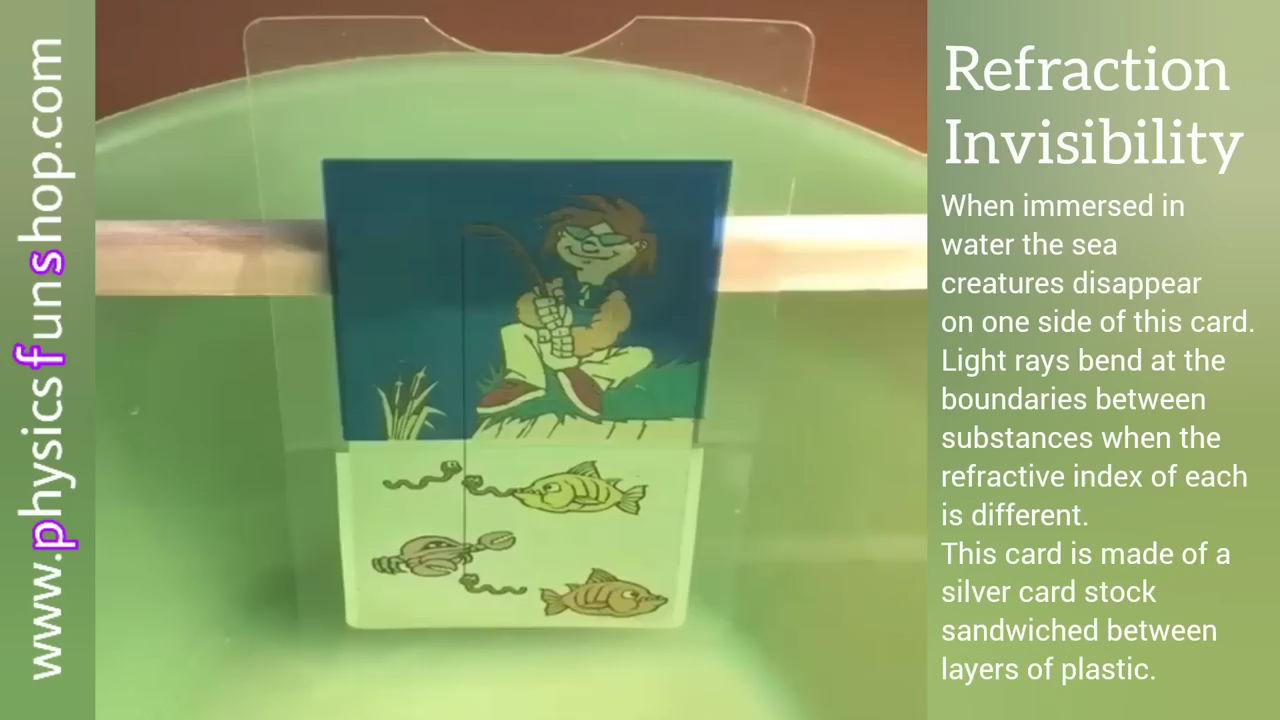 www.physicsfunshop.com
Refraction
Invisibility
When immersed in
water the sea
creatures disappear
on one side of this card.
Light rays bend at the
boundaries between
substances when the
refractive index of each
is different.
This card is made of a
silver card stock
sandwiched between
layers of plastic.